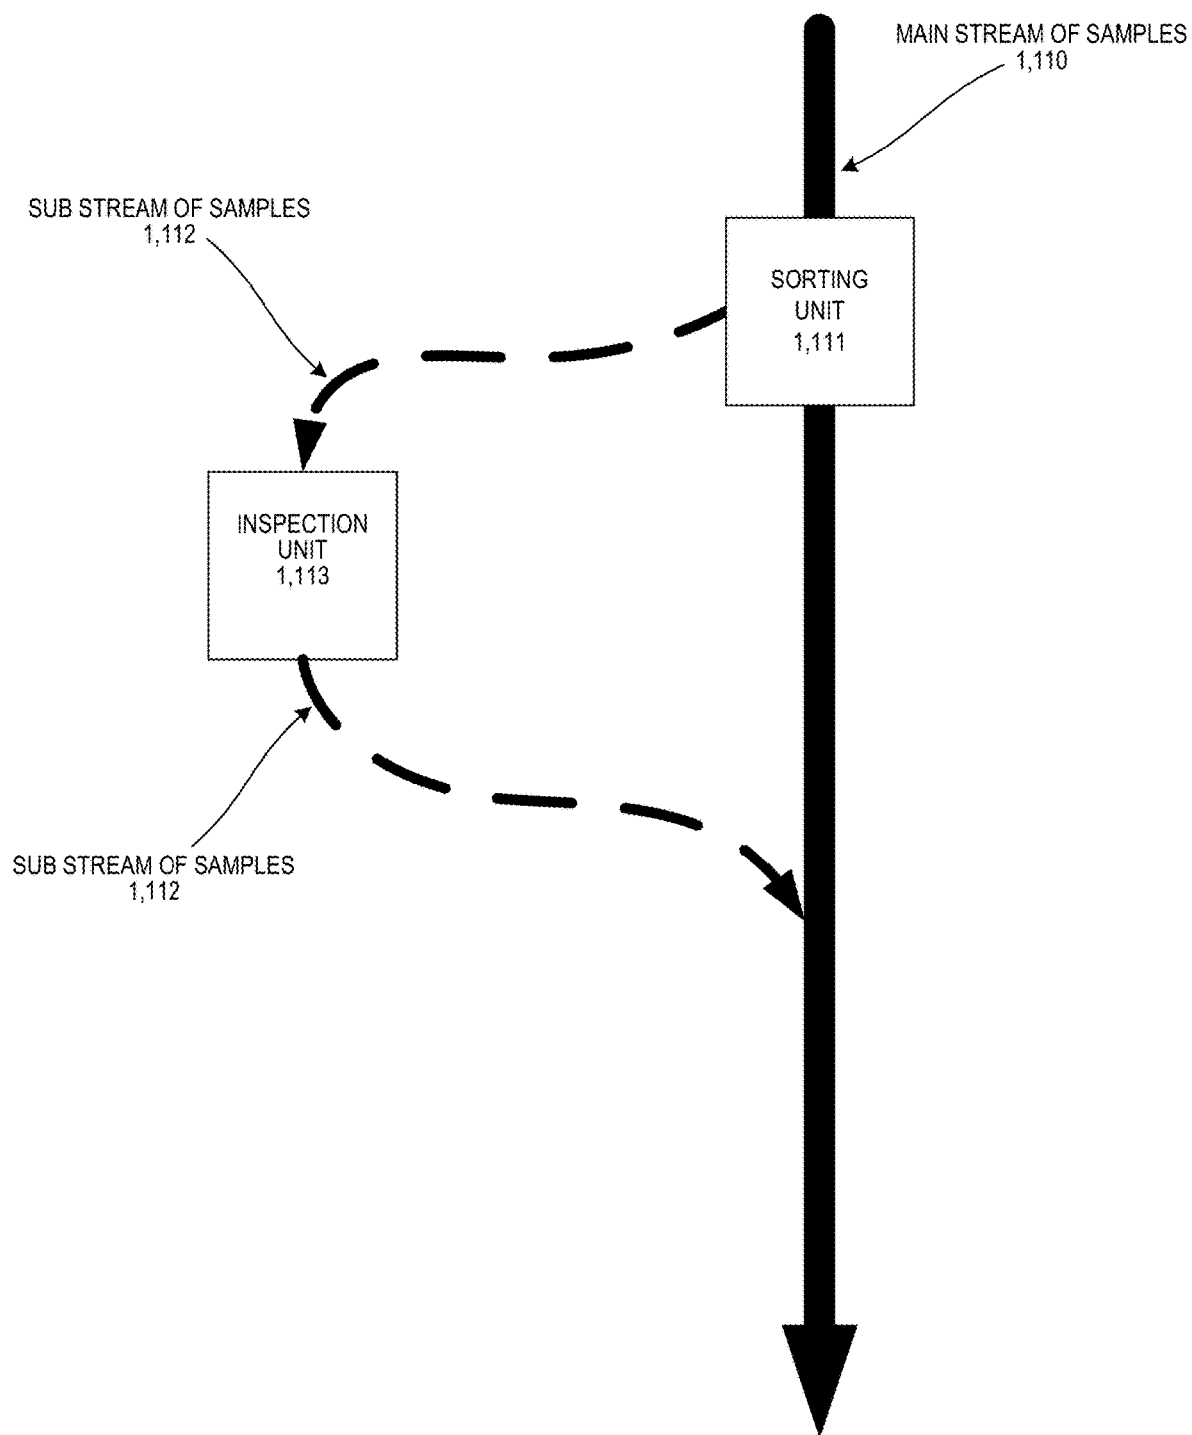 MAIN STREAM OF SAMPLES
1,110
SUB STREAM OF SAMPLES
1,112
SORTING
UNIT
1,111
INSPECTION
UNIT
1,113
SUB STREAM OF SAMPLES
1,112